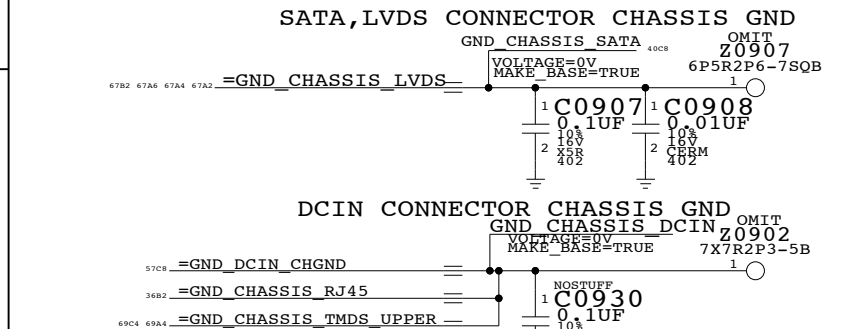 SATA,LVDS CONNECTOR CHASSIS GND
GND_CHASSIS_SATA 40C8
OMIT
Z0907
6P5R2P6-7SQB
VOLTAGE=0V
MAKE_BASE=TRUE
67B2 67A6 67A4 67A2 =GND_CHASSIS_LVDS
1
1 C0907
0.1UF
10%
16V
2 X5R
402
1 C0908
0.01UF
10%
16V
2 CERM
402
DCIN CONNECTOR CHASSIS GND
GND_CHASSIS_DCIN
OMIT
Z0902
7X7R2P3-5B
VOLTAGE=0V
MAKE_BASE=TRUE
57C8 =GND_DCIN_CHGND
1
36B2 =GND_CHASSIS_RJ45
NOSTUFF
1 C0930
0.1UF
10%
69C4 69A4 =GND_CHASSIS_TMDS_UPPER